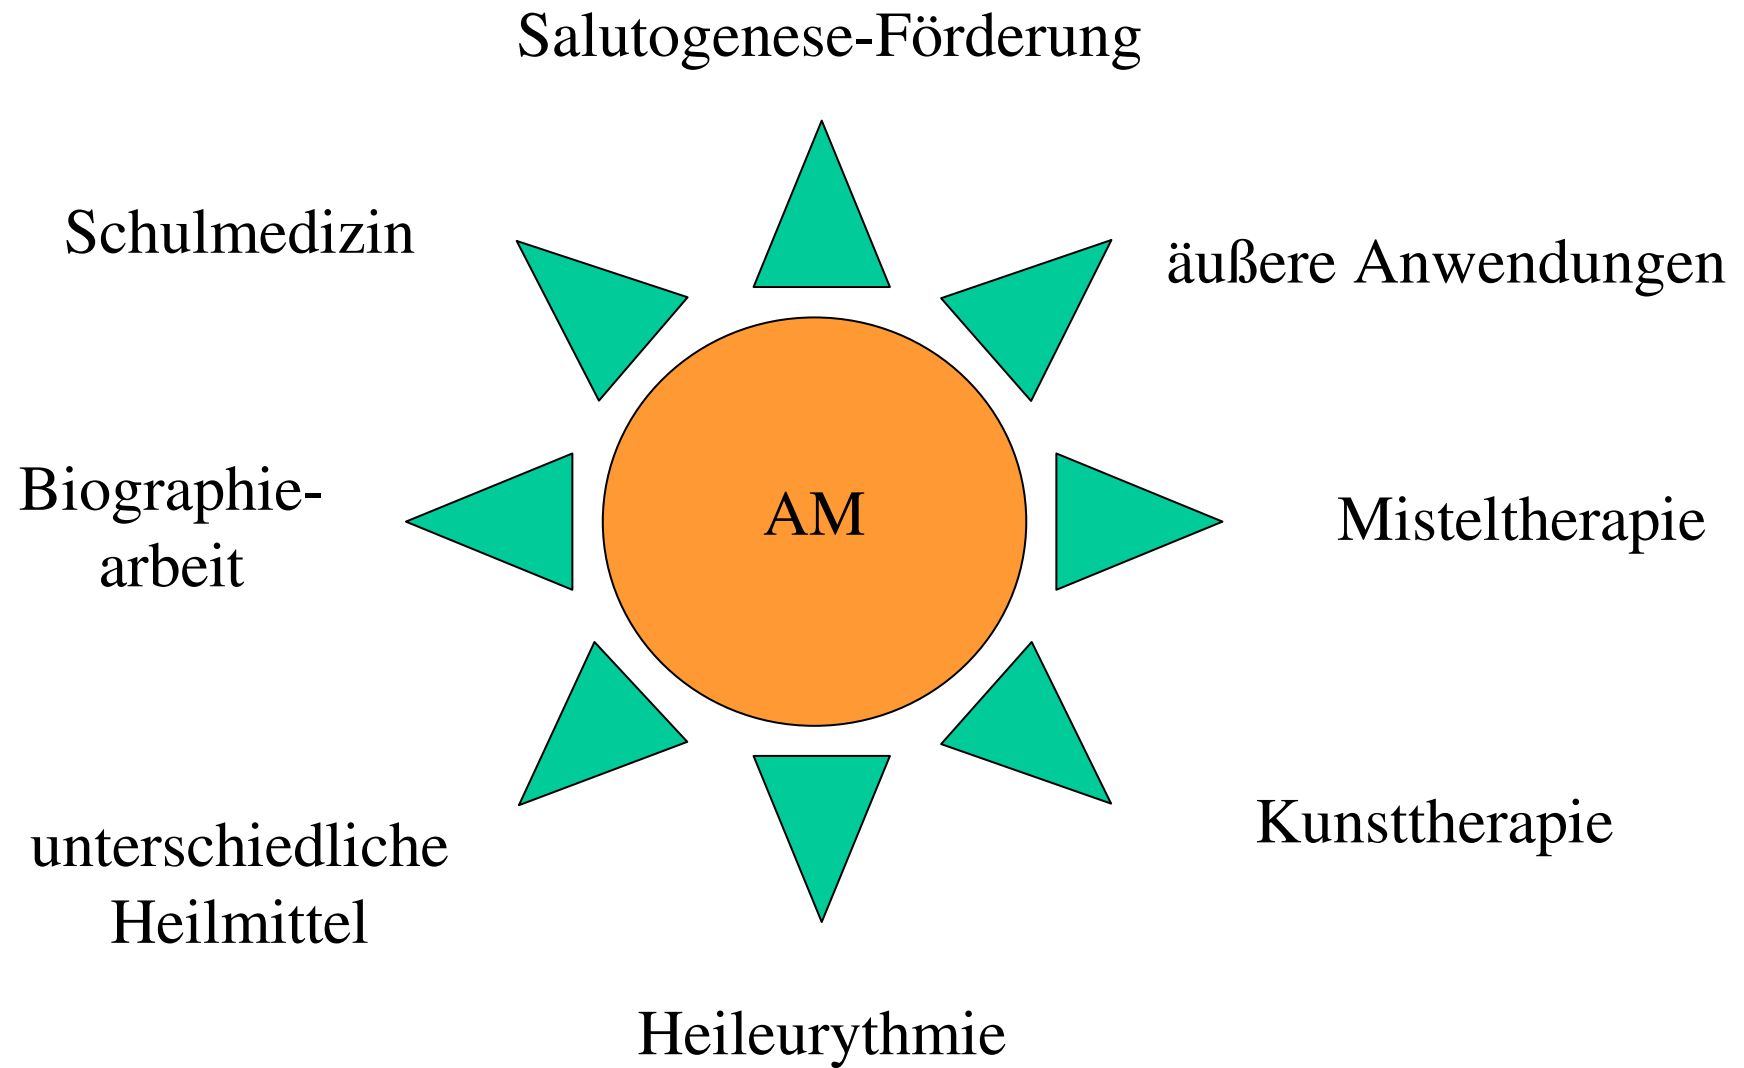 Salutogenese-Förderung
Schulmedizin
äußere Anwendungen
Biographie-
arbeit
AM
Misteltherapie
unterschiedliche
Heilmittel
Kunsttherapie
Heileurythmie